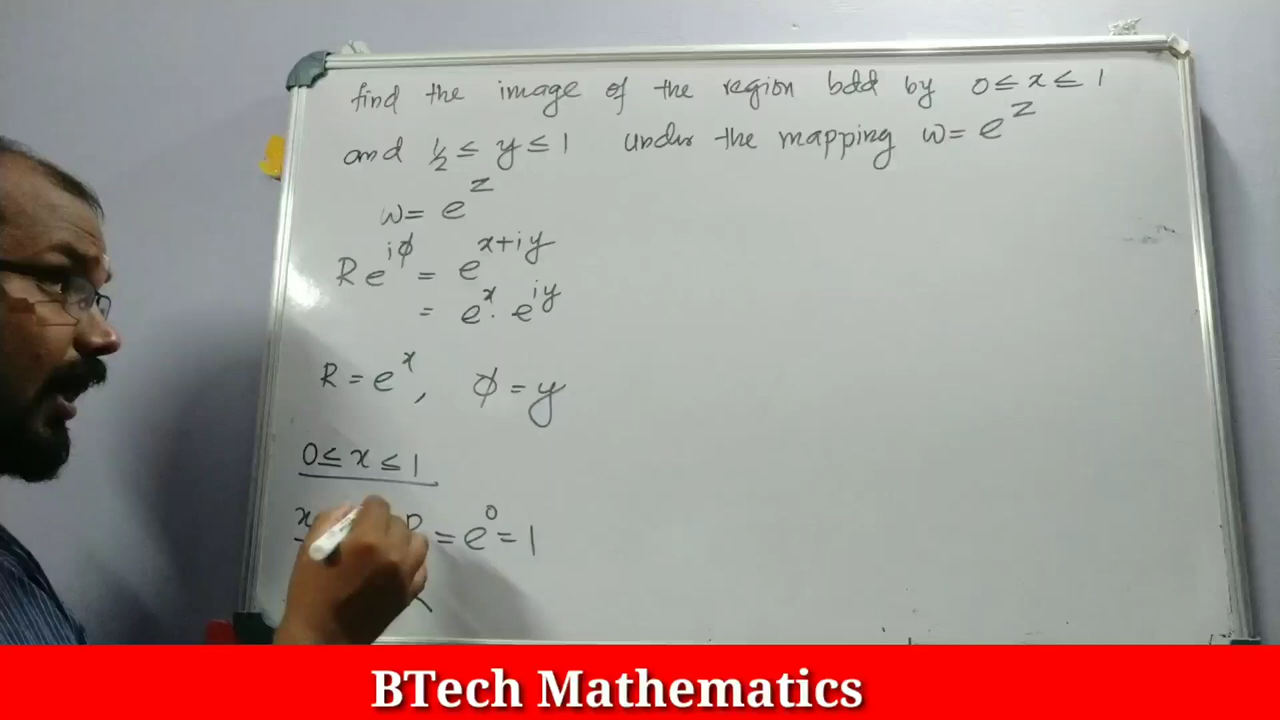 find the image of the region bdd by 0≤x≤1
and 1/2 ≤ y ≤ 1 under the mapping w= e^z
w= e^z
R e^iϕ = e^x+iy
= e^x. e^iy
R = e^x, ϕ = y
0≤ x ≤ 1
x R = e^0 = 1
BTech Mathematics